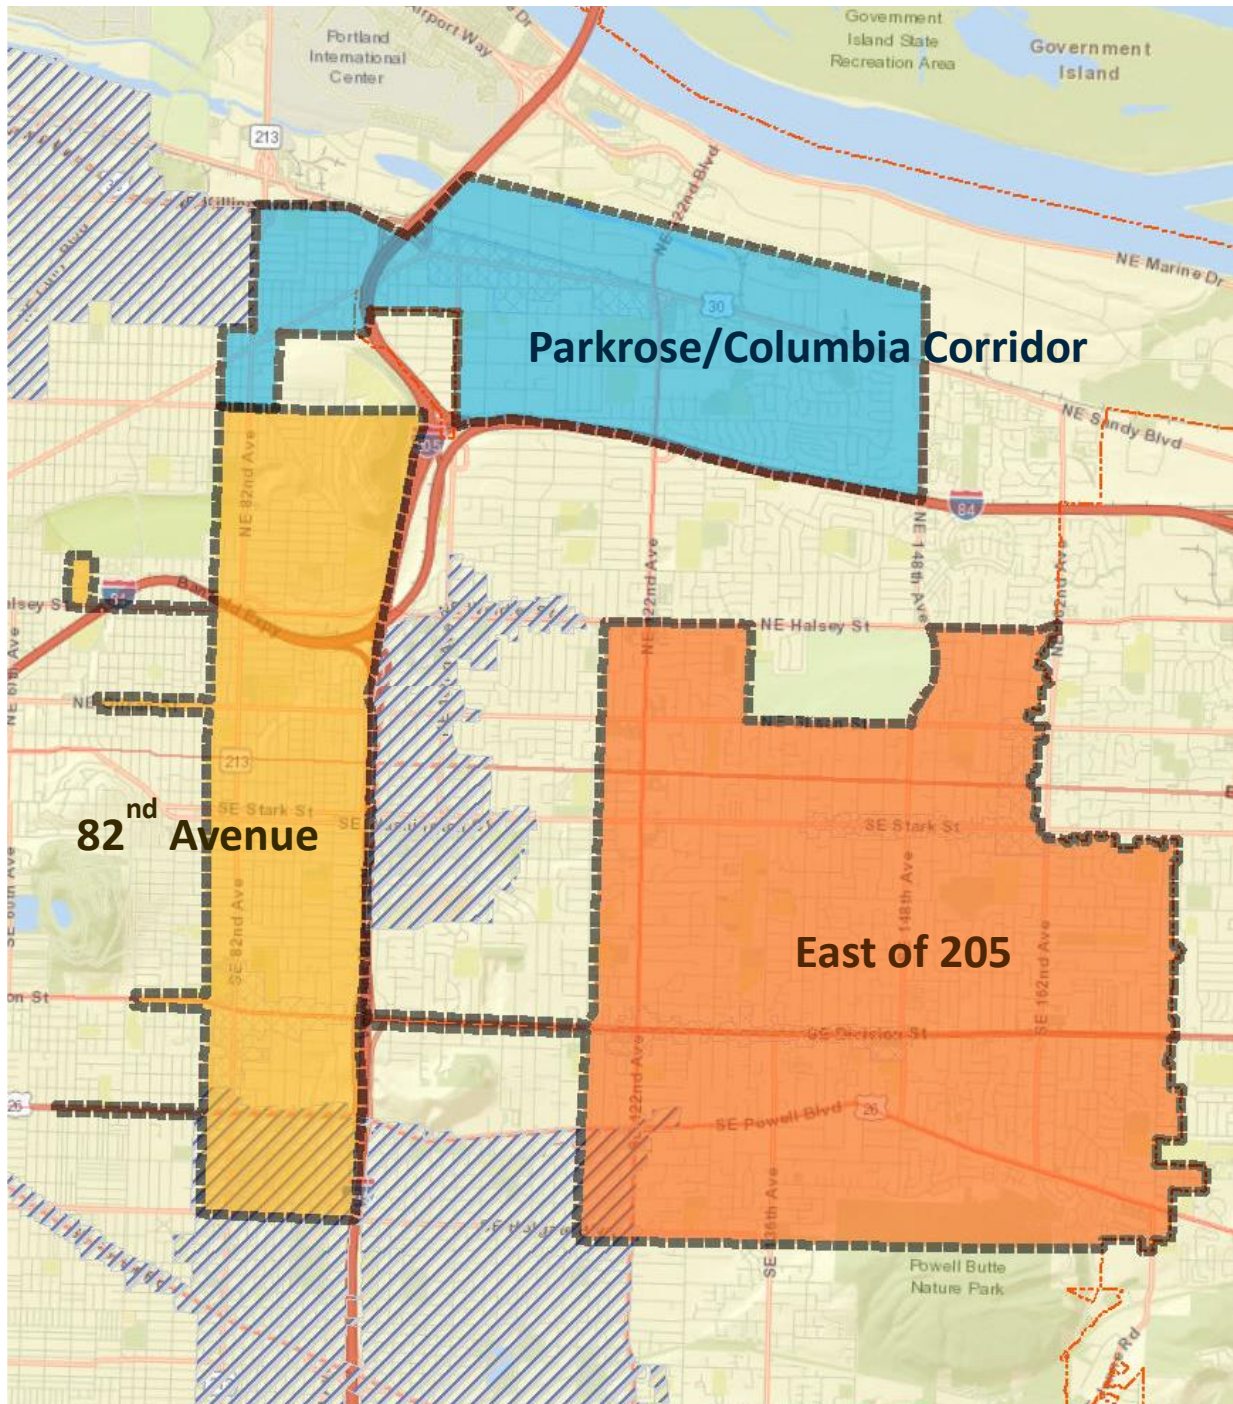 Airport Way
Portland
International
Center
Government
Island State
Recreation Area
Government
Island
213
NE 122nd Blvd
NE Marine Dr
30
Parkrose/Columbia Corridor
NE Sandy Blvd
NE 82nd Ave
84
NE 148th Ave
NE 122nd Ave
NE 162nd Ave
Banfield Expy
NE Halsey St
213
SE Stark St
SE Stark St
82nd Avenue
SE 82nd Ave
148th Ave
East of 205
SE 162nd Ave
SE Division St
26
SE Powell Blvd
26
SE 136th Ave
Powell Butte
Nature Park